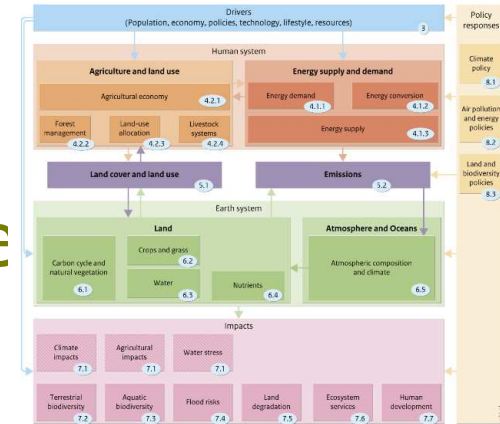 Drivers
(Population, economy, policies, technology, lifestyle, resources)
3
Policy
responses
Human system
Agriculture and land use
Agricultural economy
4.2.1
Forest
management
4.2.2
Land-use
allocation
4.2.3
Livestock
systems
4.2.4
Energy supply and demand
Energy demand
4.1.1
Energy conversion
4.1.2
Energy supply
4.1.3
Climate
policy
8.1
Air pollution
and energy
policies
8.2
Land and
biodiversity
policies
8.3
Land cover and land use
5.1
Emissions
5.2
Earth system
Land
Carbon cycle and
natural vegetation
6.1
Crops and grass
6.2
Water
6.3
Nutrients
6.4
Atmosphere and Oceans
Atmospheric composition
and climate
6.5
Impacts
Climate
impacts
7.1
Agricultural
impacts
7.1
Water stress
7.1
Terrestrial
biodiversity
7.2
Aquatic
biodiversity
7.3
Flood risks
7.4
Land
degradation
7.5
Ecosystem
services
7.6
Human
development
7.7